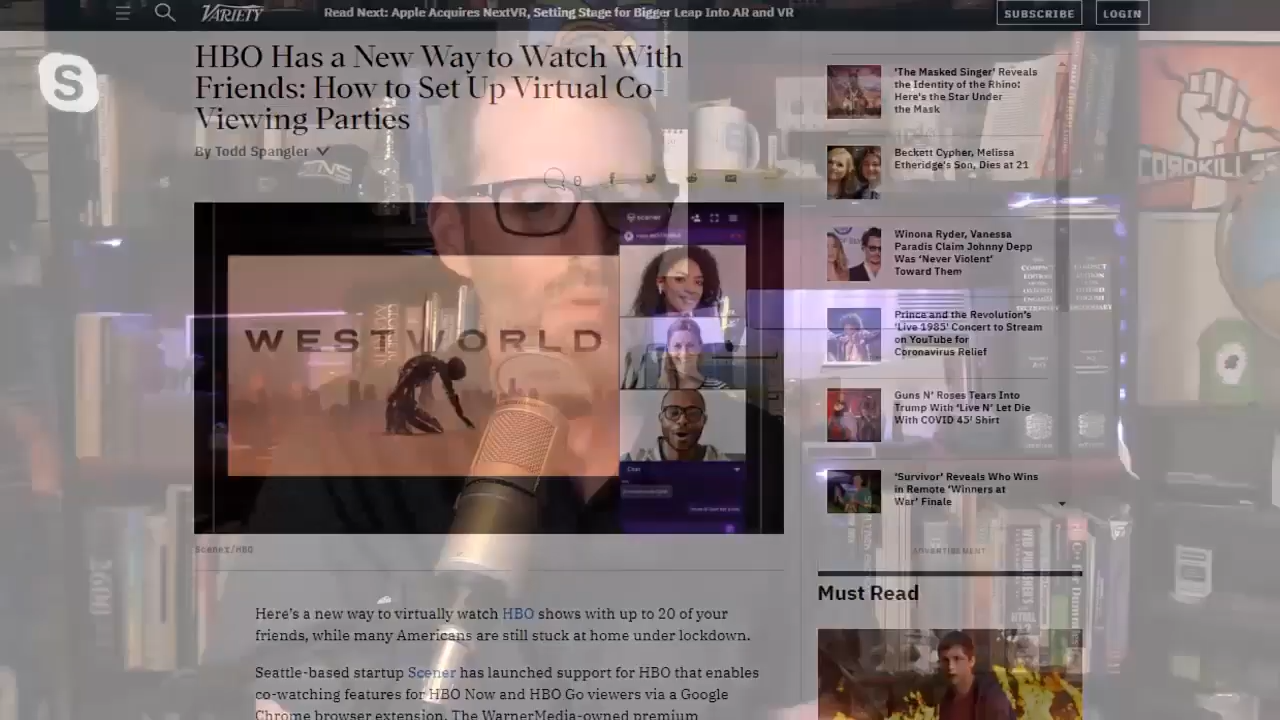 VARIETY
Read Next: Apple Acquires NextVR, Setting Stage for Bigger Leap Into AR and VR
SUBSCRIBE
LOGIN
S
HBO Has a New Way to Watch With
Friends: How to Set Up Virtual Co-
Viewing Parties
By Todd Spangler
0
scener
WESTWORLD
Chat
Scener/HBO
Here's a new way to virtually watch HBO shows with up to 20 of your
friends, while many Americans are still stuck at home under lockdown.
Seattle-based startup Scener has launched support for HBO that enables
co-watching features for HBO Now and HBO Go viewers via a Google
Chrome browser extension. The WarnerMedia-owned premium
'The Masked Singer' Reveals
the Identity of the Rhino:
Here's the Star Under
the Mask
Beckett Cypher, Melissa
Etheridge's Son, Dies at 21
Winona Ryder, Vanessa
Paradis Claim Johnny Depp
Was 'Never Violent'
Toward Them
Prince and the Revolution's
'Live 1985' Concert to Stream
on YouTube for
Coronavirus Relief
Guns N' Roses Tears Into
Trump With 'Live N' Let Die
With COVID 45' Shirt
'Survivor' Reveals Who Wins
in Remote 'Winners at
War' Finale
ADVERTISEMENT
Must Read
CORDKILL
2600